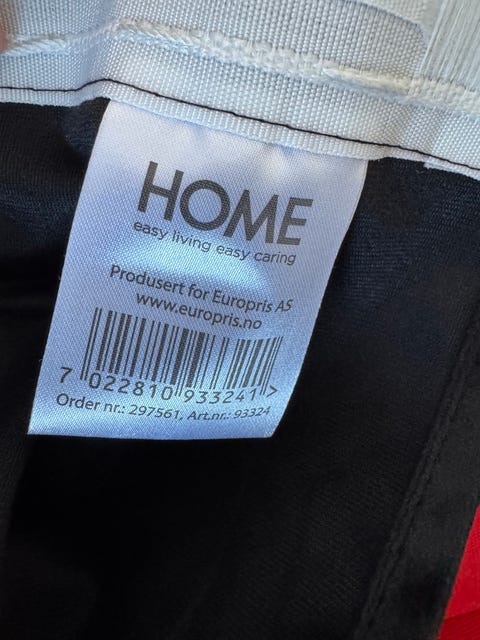 HOME
easy living easy caring
Produsert for Europris AS
www.europris.no
7 022810 933241 >
Order nr.: 297561, Art.nr.: 93324